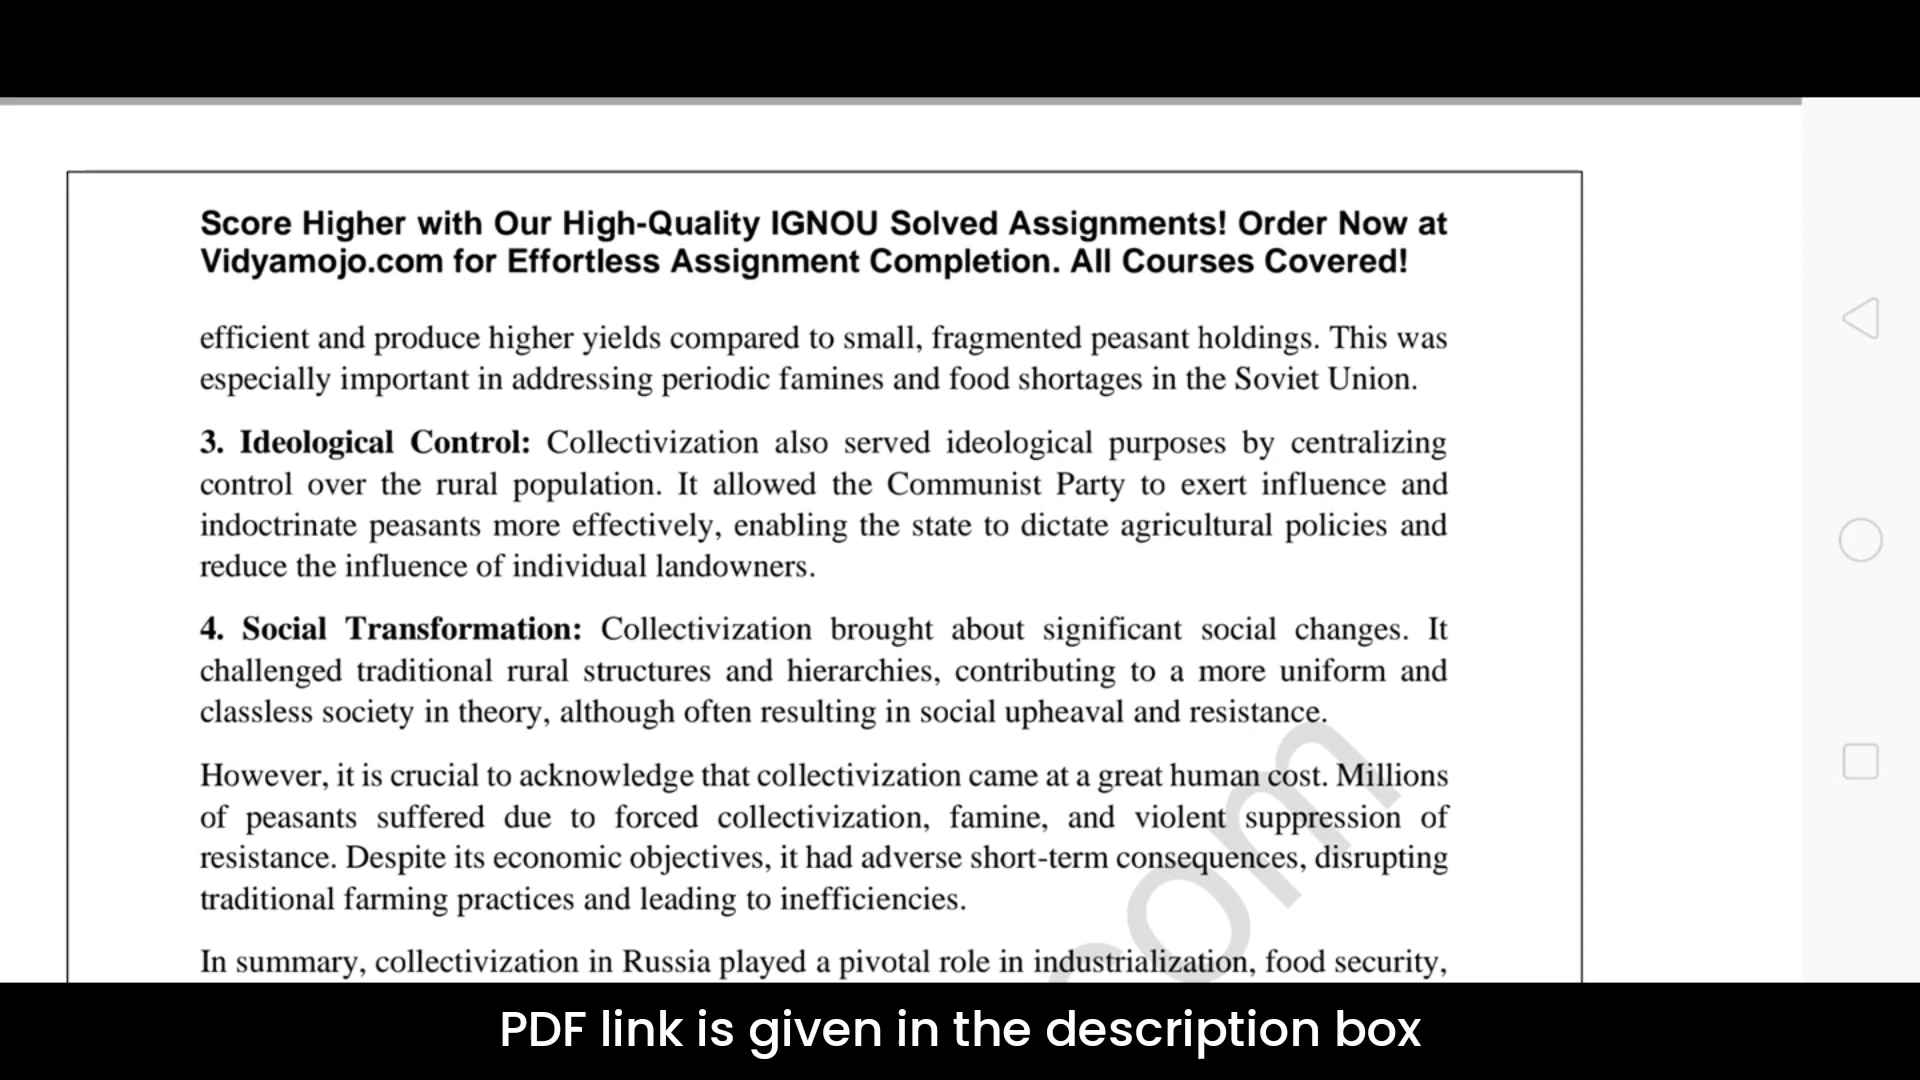 Score Higher with Our High-Quality IGNOU Solved Assignments! Order Now at
Vidyamojo.com for Effortless Assignment Completion. All Courses Covered!
efficient and produce higher yields compared to small, fragmented peasant holdings. This was
especially important in addressing periodic famines and food shortages in the Soviet Union.
3. Ideological Control: Collectivization also served ideological purposes by centralizing
control over the rural population. It allowed the Communist Party to exert influence and
indoctrinate peasants more effectively, enabling the state to dictate agricultural policies and
reduce the influence of individual landowners.
4. Social Transformation: Collectivization brought about significant social changes. It
challenged traditional rural structures and hierarchies, contributing to a more uniform and
classless society in theory, although often resulting in social upheaval and resistance.
However, it is crucial to acknowledge that collectivization came at a great human cost. Millions
of peasants suffered due to forced collectivization, famine, and violent suppression of
resistance. Despite its economic objectives, it had adverse short-term consequences, disrupting
traditional farming practices and leading to inefficiencies.
In summary, collectivization in Russia played a pivotal role in industrialization, food security,
com
PDF link is given in the description box